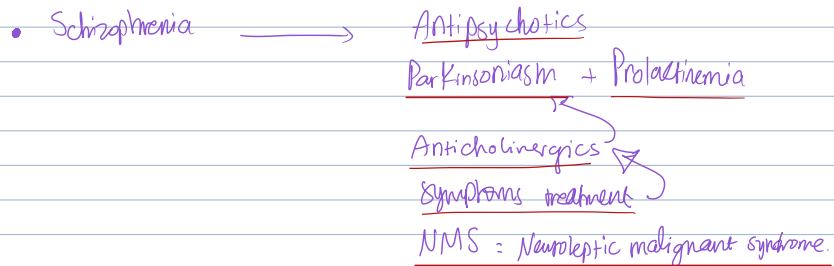 • Schizophrenia → Antipsychotics
Parkinsoniasm + Prolactinemia
Anticholinergics
Symptoms treatment
NMS = Neuroleptic malignant syndrome.